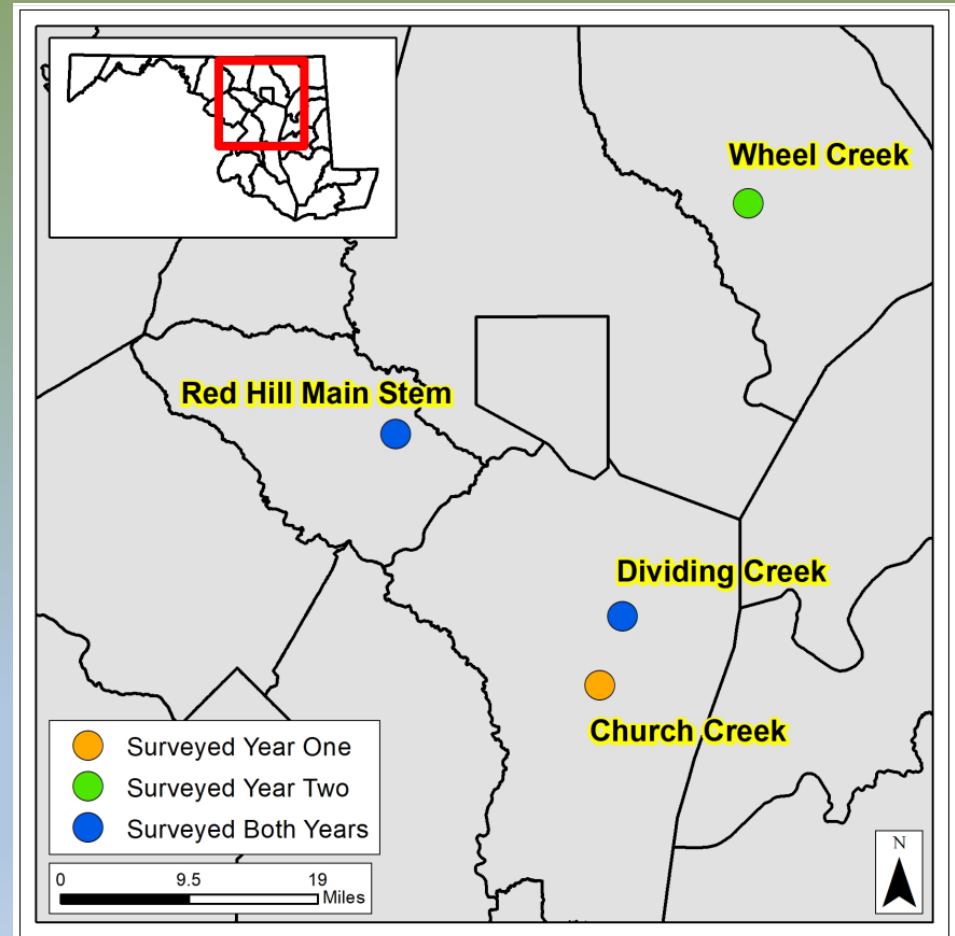 Wheel Creek
Red Hill Main Stem
Dividing Creek
Church Creek
Surveyed Year One
Surveyed Year Two
Surveyed Both Years
0 9.5 19
Miles
N